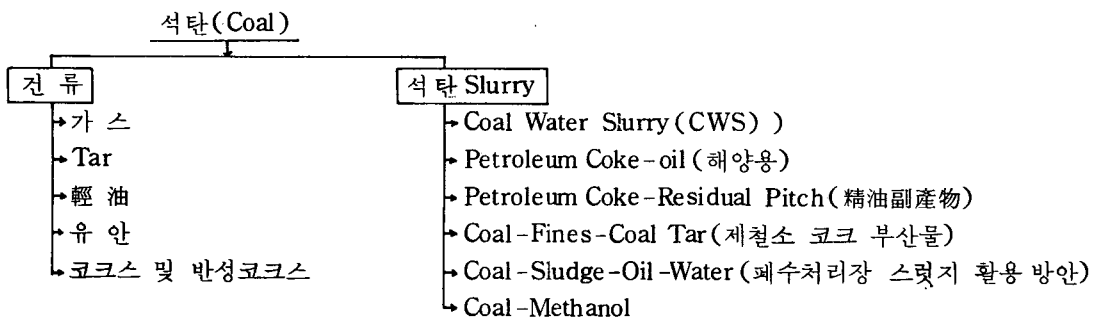 석탄(Coal)
건 류
가 스
Tar
輕 油
유 안
코크스 및 반성코크스
석탄 Slurry
Coal Water Slurry(CWS) )
Petroleum Coke-oil(해양용)
Petroleum Coke-Residual Pitch(精油副產物)
Coal-Fines-Coal Tar(제철소 코크 부산물)
Coal-Sludge-Oil-Water(폐수처리장 스럿지 활용 방안)
Coal-Methanol